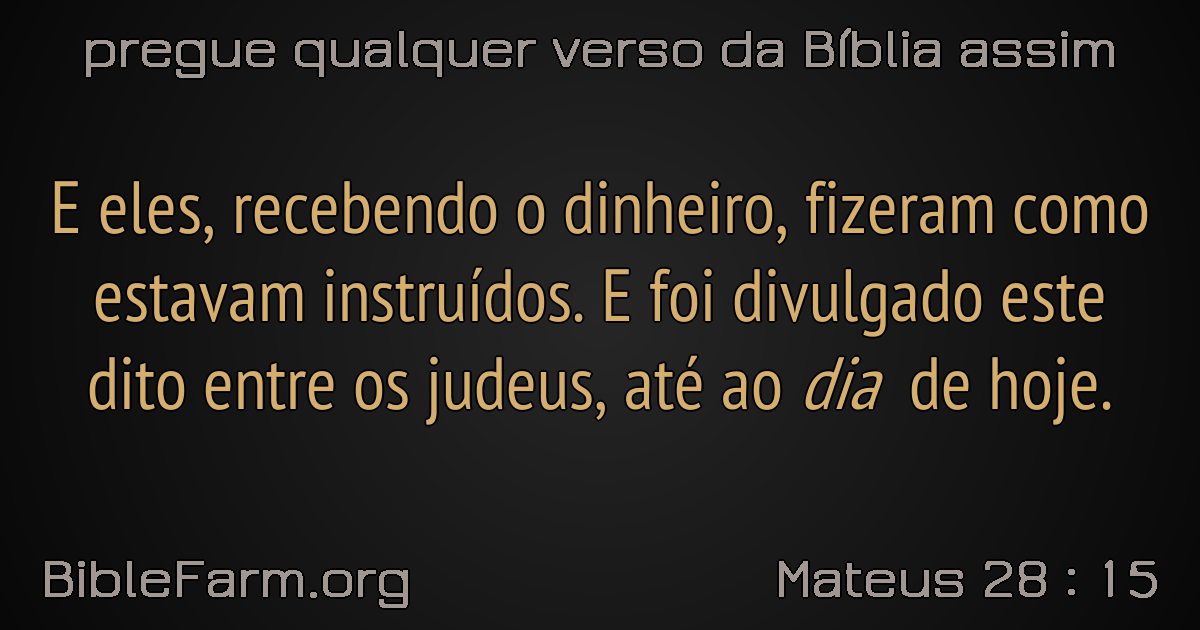 pregue qualquer verso da Bíblia assim
E eles, recebendo o dinheiro, fizeram como
estavam instruídos. E foi divulgado este
dito entre os judeus, até ao dia de hoje.
BibleFarm.org
Mateus 28 : 15